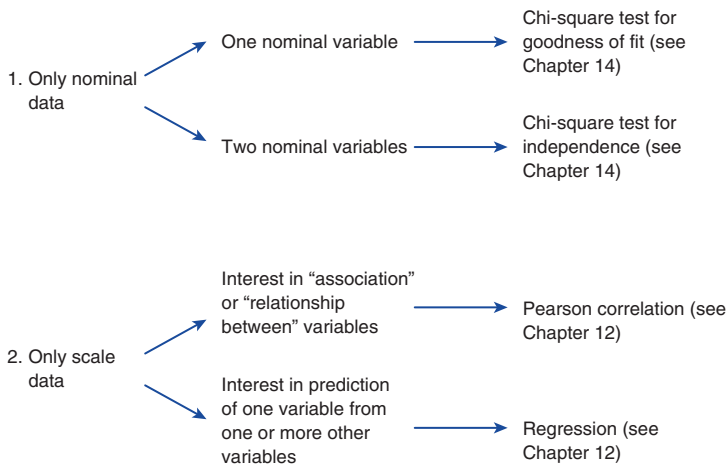 1. Only nominal
data
One nominal variable
Chi-square test for
goodness of fit (see
Chapter 14)
Two nominal variables
Chi-square test for
independence (see
Chapter 14)
2. Only scale
data
Interest in “association”
or “relationship
between” variables
Pearson correlation (see
Chapter 12)
Interest in prediction
of one variable from
one or more other
variables
Regression (see
Chapter 12)